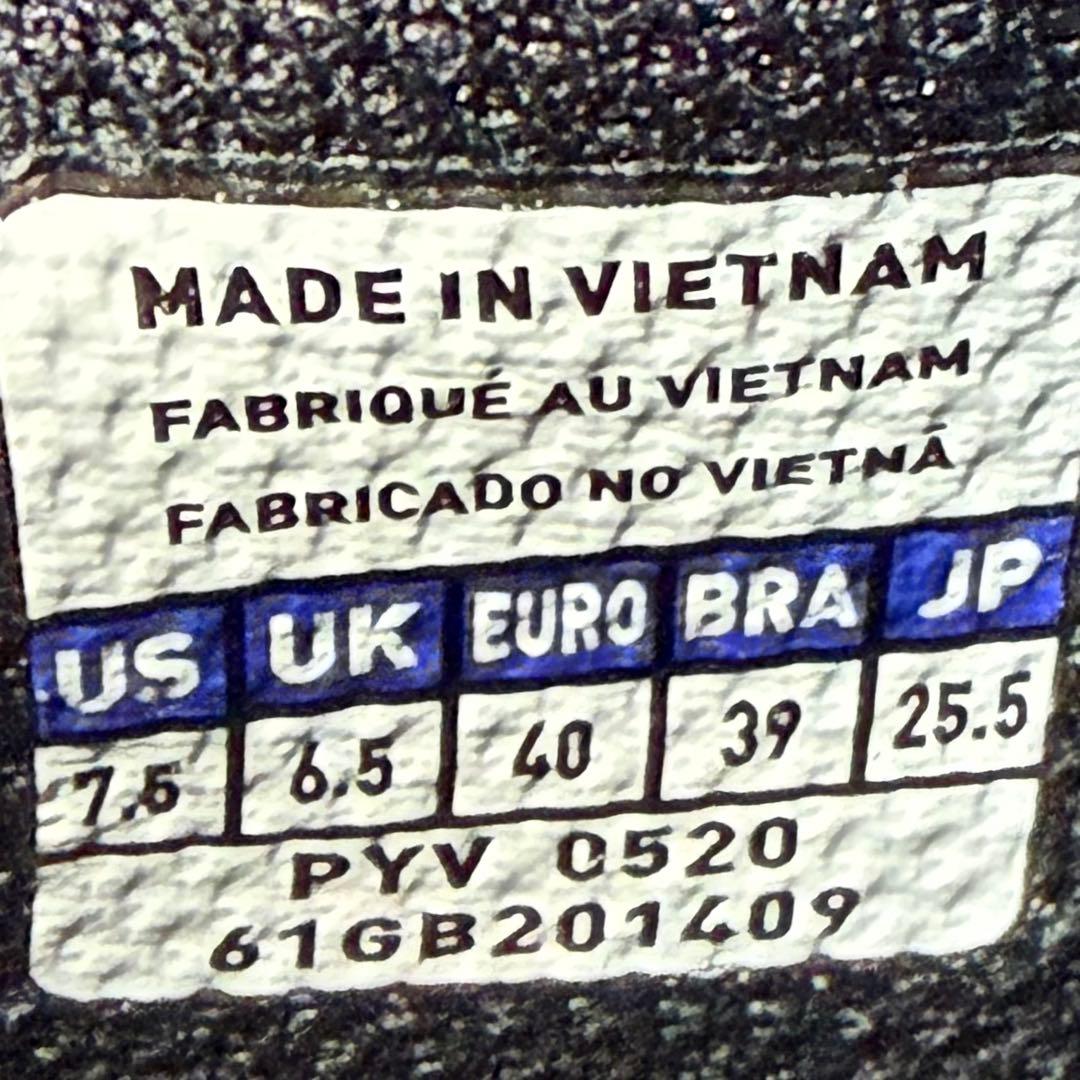 MADE IN VIETNAM
FABRIQUÉ AU VIETNAM
FABRICADO NO VIETNÃ
US UK EURO BRA JP
7.5 6.5 40 39 25.5
PYV 0520
61GB201409